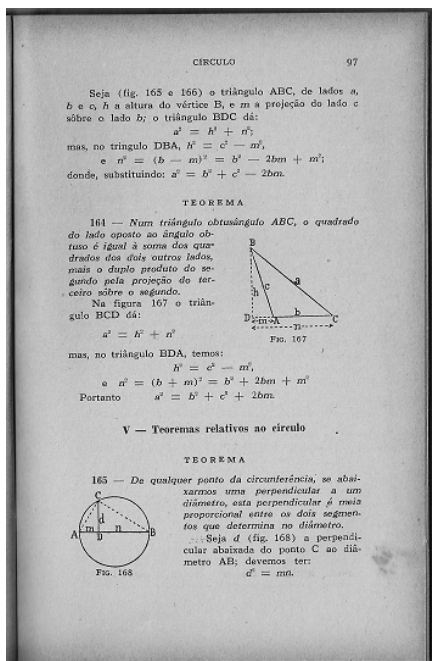 CÍRCULO 97
Seja (fig. 165 e 166) o triângulo ABC, de lados a,
b e c, h a altura do vértice B, e m a projeção do lado c
sôbre o lado b; o triângulo BDC dá:
a² = h² + n²;
mas, no tringulo DBA, h² = c² — m²,
e n² = (b — m)² = b² — 2bm + m²;
donde, substituindo: a² = b² + c² — 2bm.
TEOREMA
164 — Num triângulo obtusângulo ABC, o quadrado
do lado oposto ao ângulo ob-
tuso é igual à soma dos qua-
drados dos dois outros lados,
mais o duplo produto do se-
gundo pela projeção do ter-
ceiro sôbre o segundo.
Na figura 167 o triân-
gulo BCD dá:
a² = h² + n²
B
a
c
h
b
D m A C
n
FIG. 167
mas, no triângulo BDA, temos:
h² = c² — m²,
e n² = (b + m)² = b² + 2bm + m²
Portanto a² = b² + c² + 2bm.
V — Teoremas relativos ao círculo
TEOREMA
165 — De qualquer ponto da circunferência, se abai-
xarmos uma perpendicular a um
diâmetro, esta perpendicular é meia
proporcional entre os dois segmen-
tos que determina no diâmetro.
Seja d (fig. 168) a perpendi-
cular abaixada do ponto C ao diâ-
metro AB; devemos ter:
d² = mn.
C
d
m n
A D B
FIG. 168